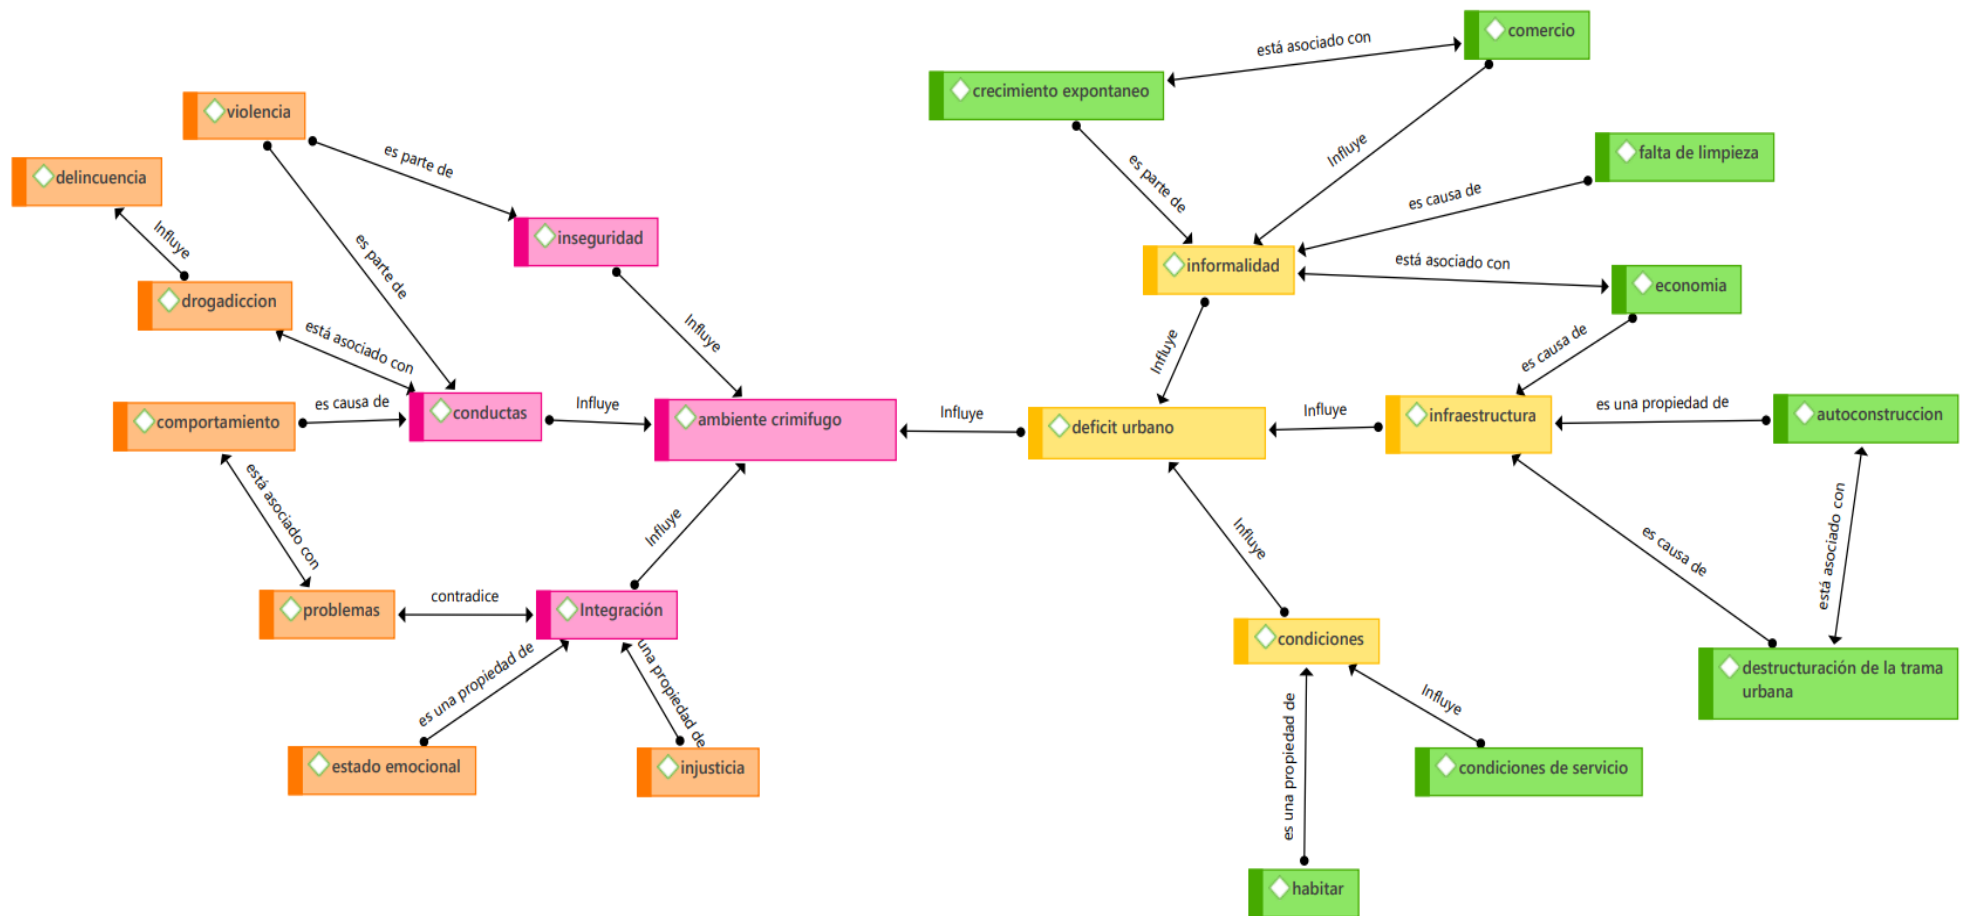 comercio
está asociado con
crecimiento expontaneo
violencia
es parte de
Influye
falta de limpieza
delincuencia
es parte de
es causa de
Influye
inseguridad
es parte de
informalidad
está asociado con
economia
drogadiccion
está asociado con
Influye
Influye
es causa de
comportamiento
es causa de
conductas
Influye
ambiente crimifugo
Influye
deficit urbano
Influye
infraestructura
es una propiedad de
autoconstruccion
está asociado con
Influye
Influye
es causa de
está asociado con
problemas
contradice
Integración
condiciones
destructuración de la trama
urbana
es una propiedad de
una propiedad de
es una propiedad de
Influye
estado emocional
injusticia
condiciones de servicio
habitar